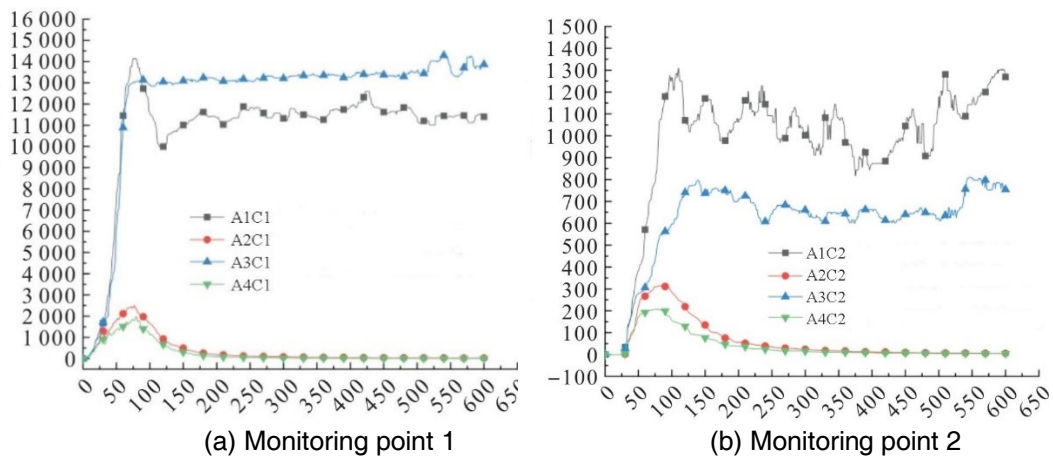 16 000
15 000
14 000
13 000
12 000
11 000
10 000
9 000
8 000
7 000
6 000
5 000
4 000
3 000
2 000
1 000
0
A1C1
A2C1
A3C1
A4C1
0 50 100 150 200 250 300 350 400 450 500 550 600 650
(a) Monitoring point 1
1 500
1 400
1 300
1 200
1 100
1 000
900
800
700
600
500
400
300
200
100
0
−100
A1C2
A2C2
A3C2
A4C2
0 50 100 150 200 250 300 350 400 450 500 550 600 650
(b) Monitoring point 2